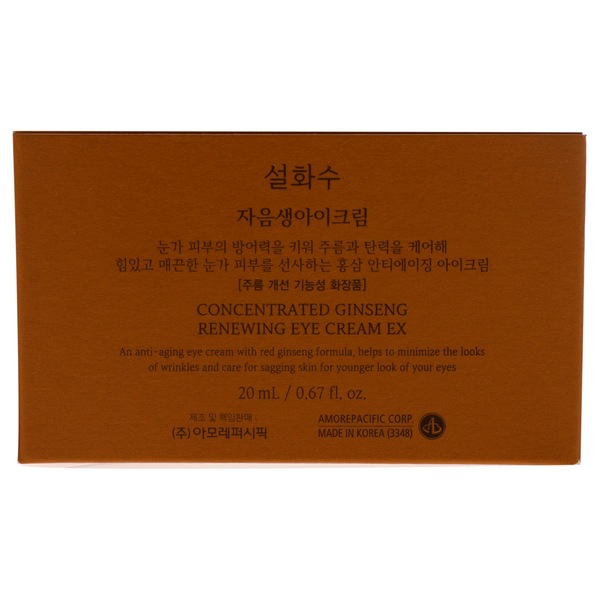 설화수
자음생아이크림
눈가 피부의 방어력을 키워 주름과 탄력을 케어해
힘있고 매끈한 눈가 피부를 선사하는 홍삼 안티에이징 아이크림
[주름 개선 기능성 화장품]
CONCENTRATED GINSENG
RENEWING EYE CREAM EX
An anti-aging eye cream with red ginseng formula, helps to minimize the looks
of wrinkles and care for sagging skin for younger look of your eyes
20 mL / 0.67 fl. oz.
제조 및 책임판매 :
(주)아모레퍼시픽
AMOREPACIFIC CORP.
MADE IN KOREA (3348)